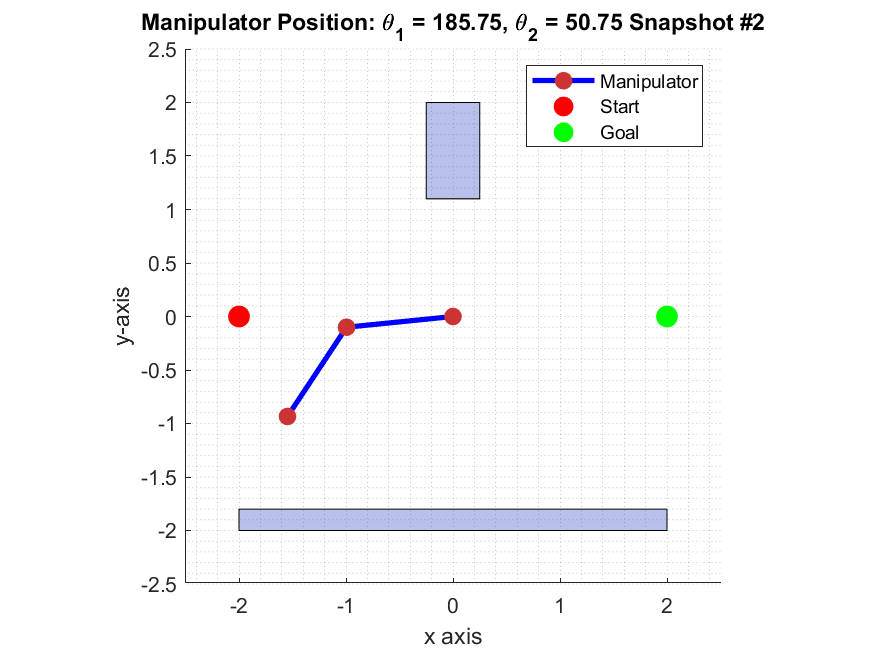 Manipulator Position: θ1 = 185.75, θ2 = 50.75 Snapshot #2
2.5
2
1.5
1
0.5
0
-0.5
-1
-1.5
-2
-2.5
y-axis
Manipulator
Start
Goal
-2 -1 0 1 2
x axis